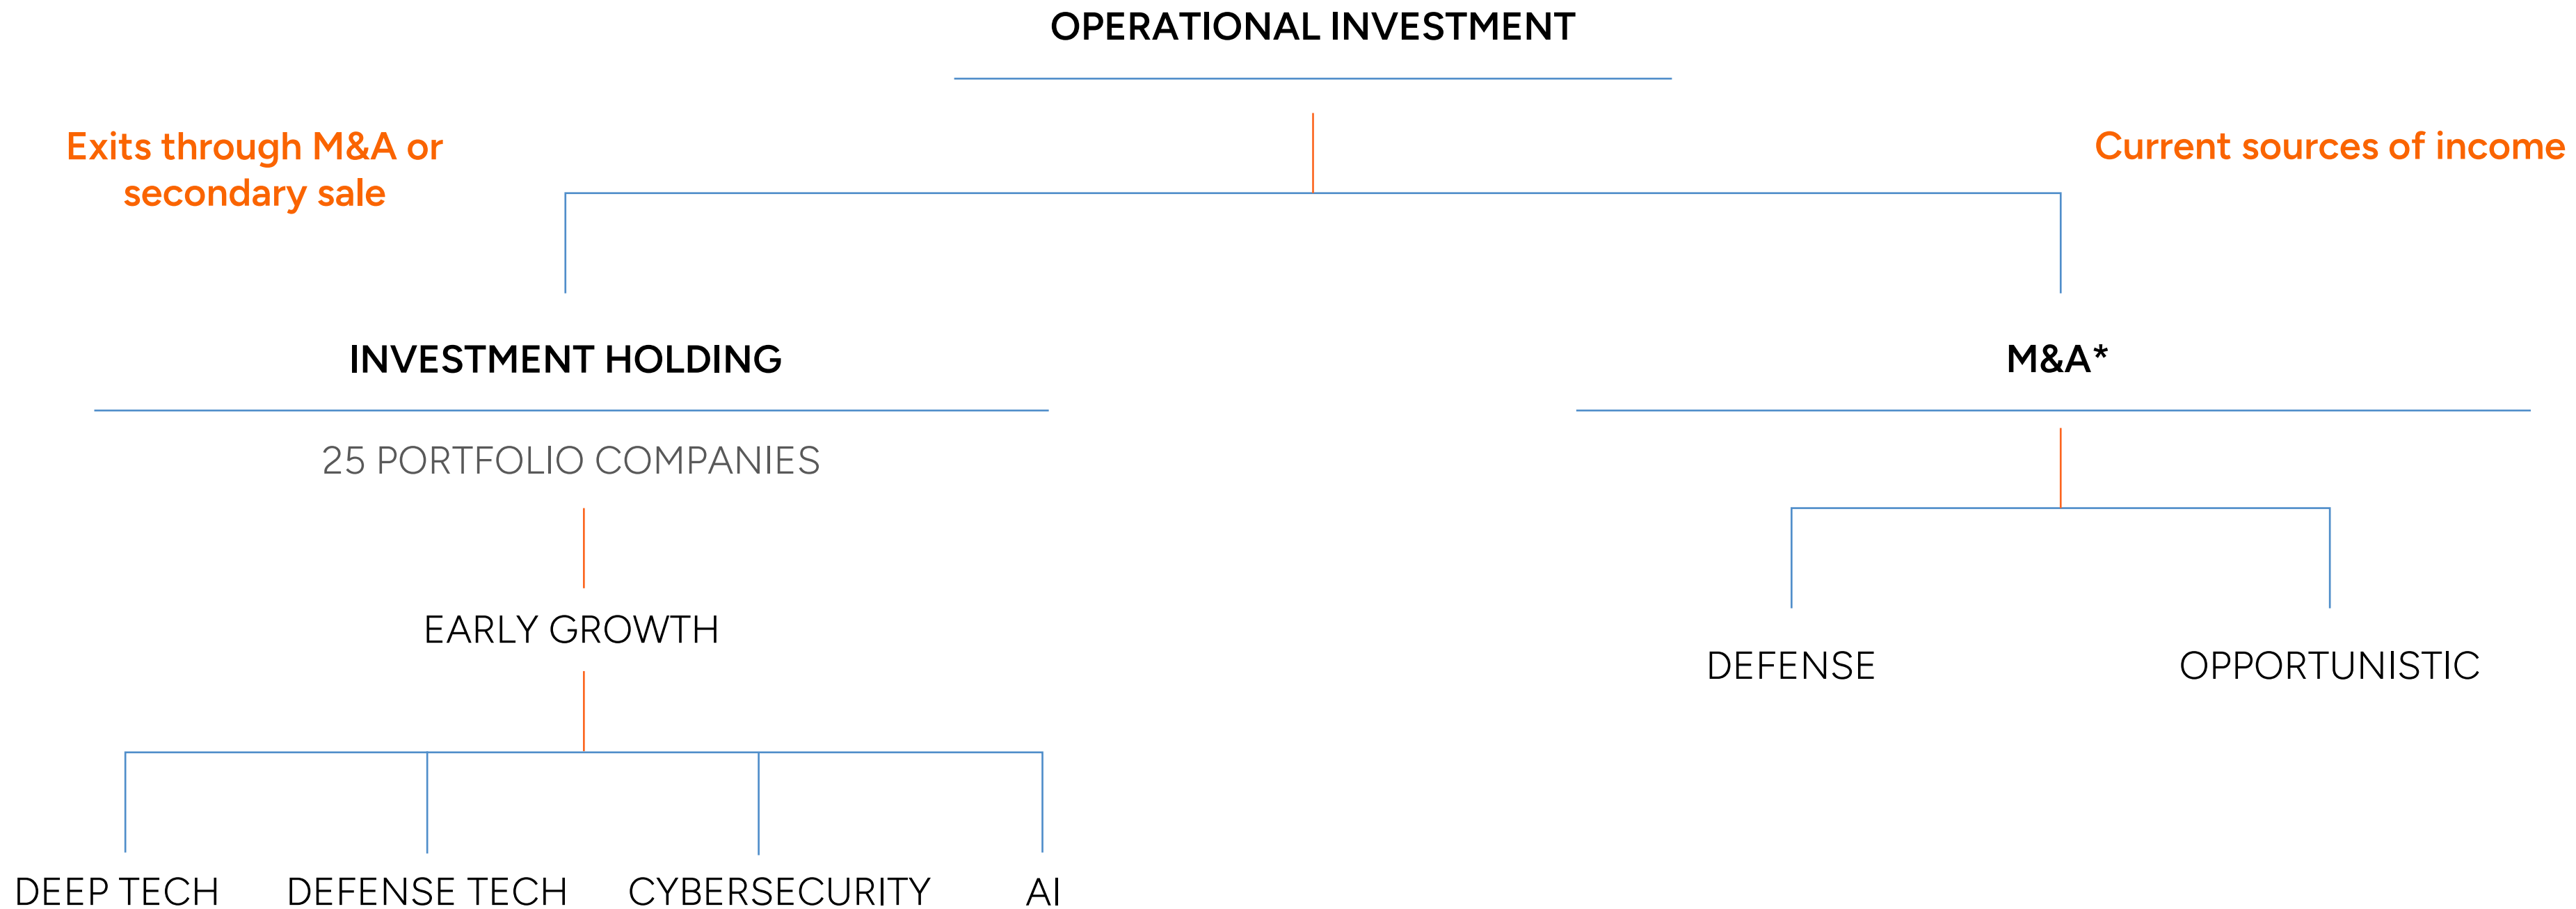 OPERATIONAL INVESTMENT
Exits through M&A or
secondary sale
Current sources of income
INVESTMENT HOLDING
M&A*
25 PORTFOLIO COMPANIES
EARLY GROWTH
DEFENSE
OPPORTUNISTIC
DEEP TECH
DEFENSE TECH
CYBERSECURITY
AI